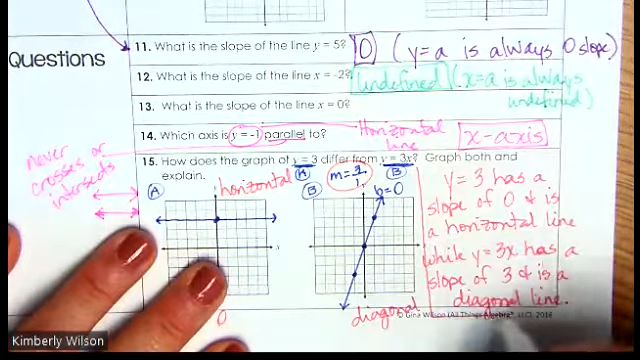 Questions
11. What is the slope of the line y = 5?
0 (y=a is always 0 slope)
12. What is the slope of the line x = -2?
undefined (x=a is always
undefined)
13. What is the slope of the line x = 0?
14. Which axis is y = -1 parallel to?
Horizontal
line
x-axis
never
crosses or
intersects
15. How does the graph of y = 3 differ from y = 3x? Graph both and
explain.
A
B
A horizontal
B
b=0
y=3 has a
slope of 0 & is
a horizontal line
while y=3x has a
slope of 3 & is a
diagonal line.
0
diagonal
© Gina Wilson (All Things Algebra®, LLC), 2016
Kimberly Wilson